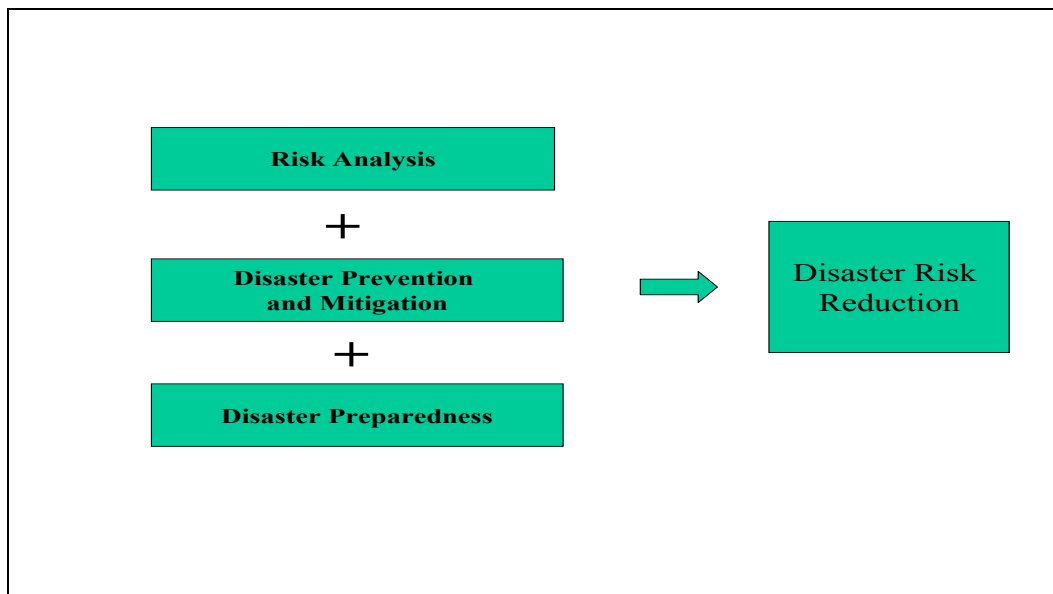 Risk Analysis
+
Disaster Prevention
and Mitigation
+
Disaster Preparedness
Disaster Risk
Reduction